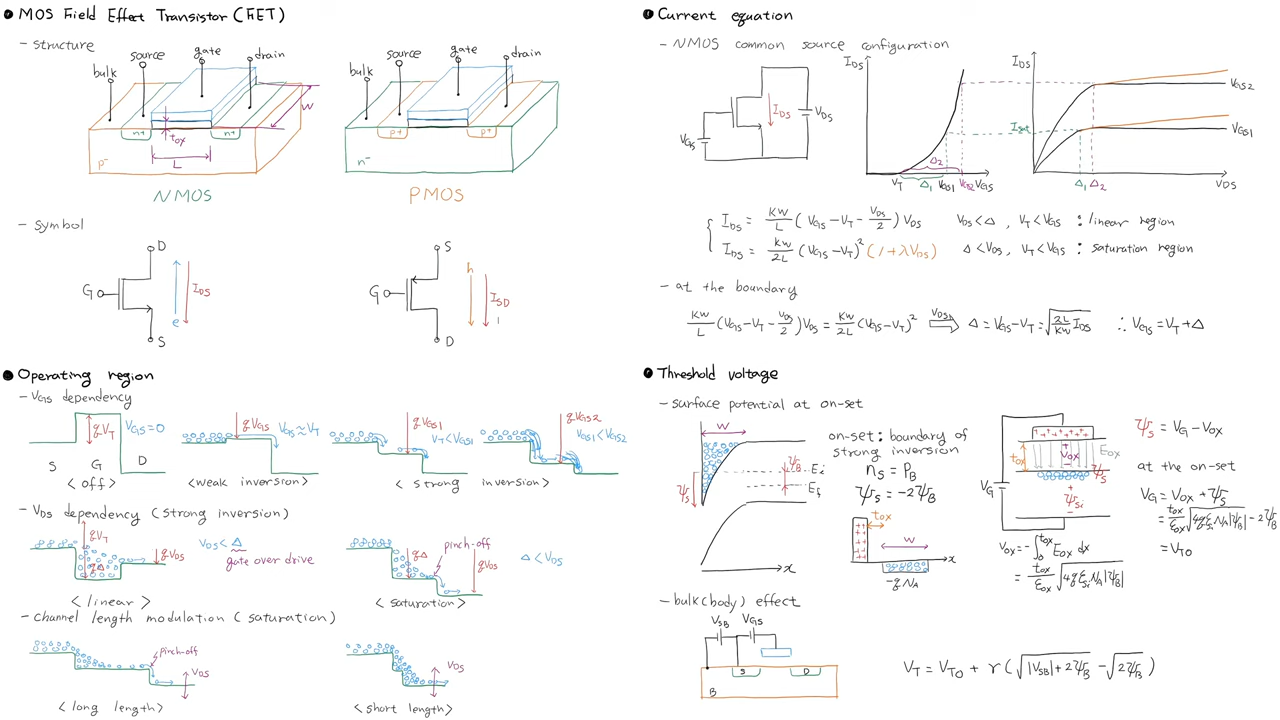 ● MOS Field Effect Transistor (FET)
- structure
bulk source gate drain
W
n+ n+
tox
L
p-
NMOS
bulk source gate drain
p+ p+
n-
PMOS
- symbol
D
G
S
e
IDS
S
G
D
h
ISD
● Operating region
- VGS dependency
qVT VGS=0
S G D
< off >
qVGS VGS≈VT
< weak inversion >
qVGS1 VT<VGS1
qVGS2 VGS1<VGS2
< strong inversion >
- VDS dependency (strong inversion)
qVT
qΔ
qVDS
VDS<Δ
gate over drive
< linear >
pinch-off
qΔ
qVDS
Δ<VDS
< saturation >
- channel length modulation (saturation)
pinch-off
VDS
< long length >
VDS
< short length >
● Current equation
- NMOS common source configuration
VGS IDS VDS
IDS
VT Δ1 Δ2 VGS1 VGS2 VGS
IDS
Isat
VGS2
VGS1
Δ1 Δ2 VDS
IDS = KW/L (VGS-VT-VDS/2) VDS VDS<Δ, VT<VGS : linear region
IDS = KW/2L (VGS-VT)² (1+λVDS) Δ<VDS, VT<VGS : saturation region
- at the boundary
KW/L (VGS-VT-VDS/2)VDS = KW/2L (VGS-VT)² ⇒ Δ = VGS-VT = √(2L/KW IDS) ∴ VGS = VT + Δ
● Threshold voltage
- surface potential at on-set
W
ψS
ψB
Ei
Ef
x
on-set: boundary of
strong inversion
nS = PB
ψS = -2ψB
tox
W
x
-qNA
VG
tox
+ Vox -
Eox
ψS
+ ψSi -
Vox = -∫0^tox Eox dx
= tox/εox √(4qεSi NA|ψB|)
ψS = VG - Vox
at the on-set
VG = Vox + ψS
= tox/εox √(4qεSi NA|ψB|) - 2ψB
= VT0
- bulk(body) effect
VSB VGS
S D
B
VT = VT0 + r(√(|VSB|+2ψB) - √(2ψB))